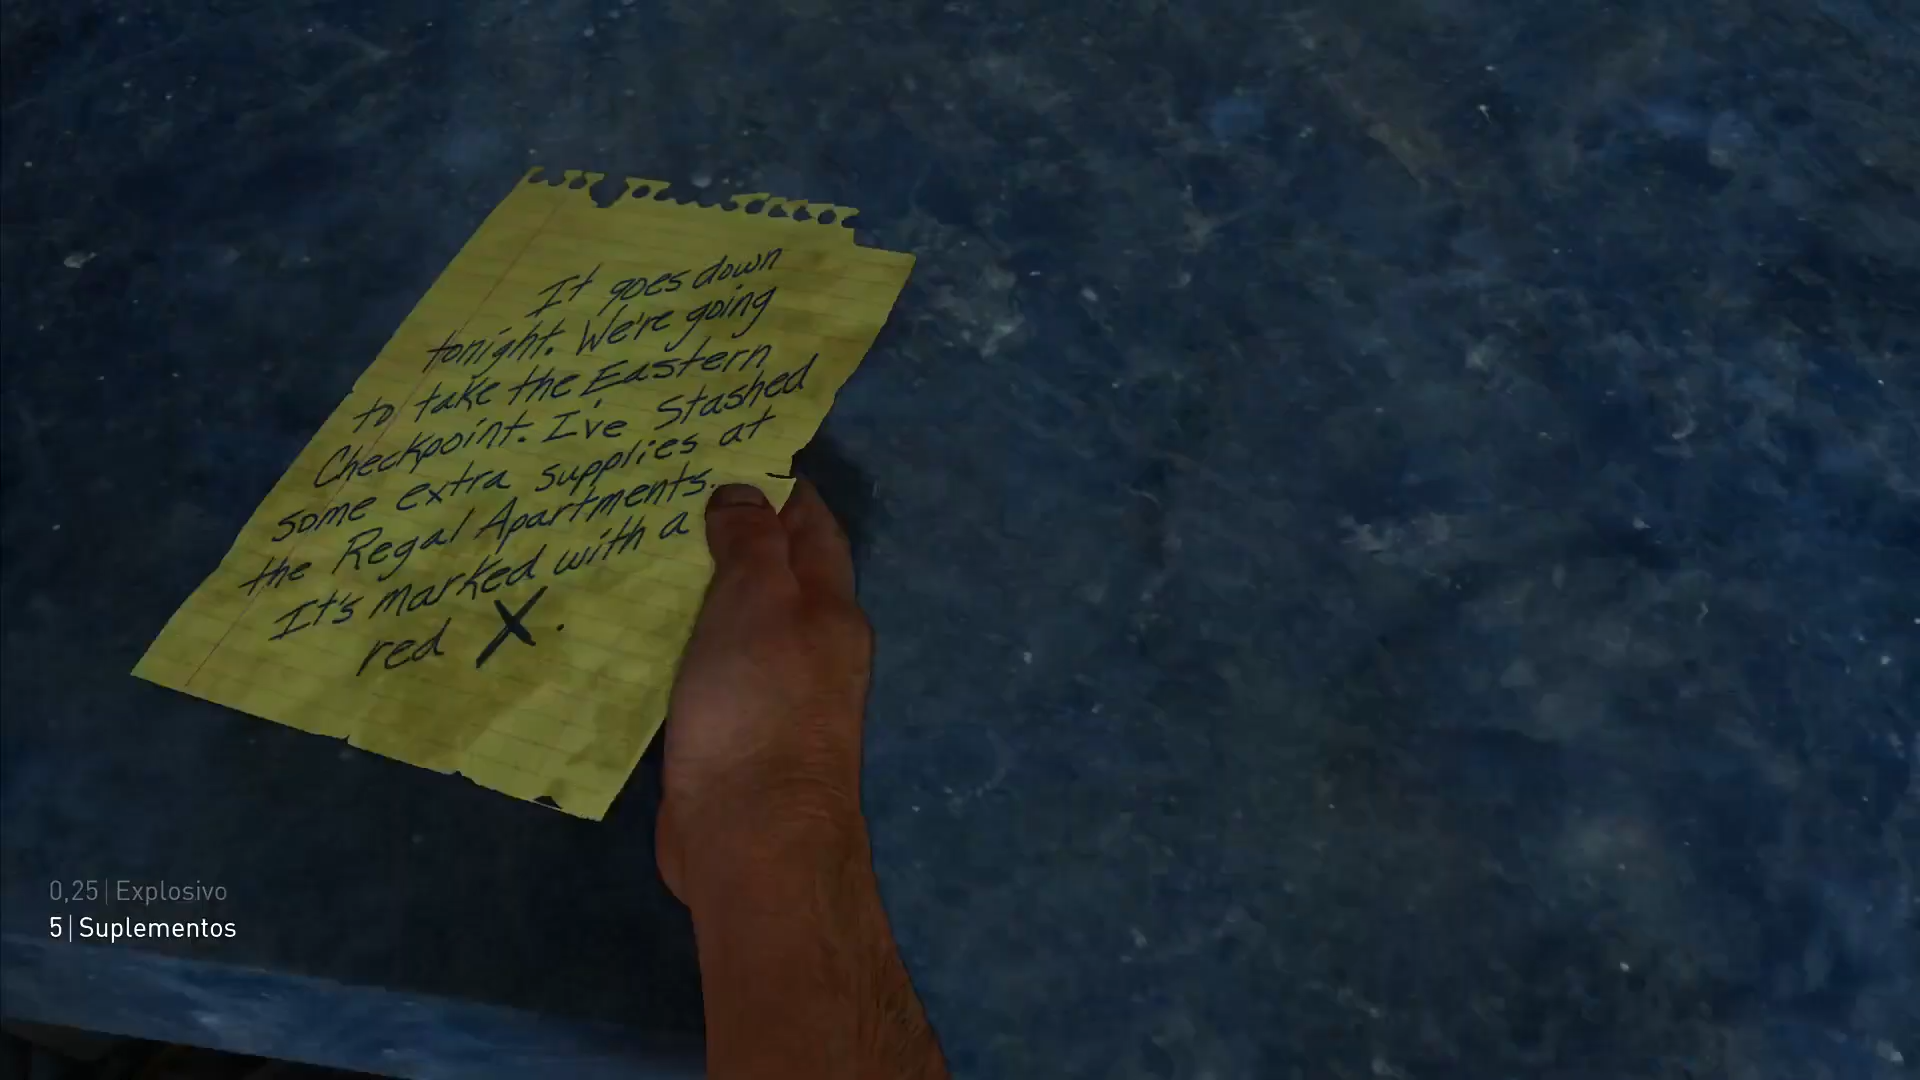 It goes down
tonight. We're going
to take the Eastern
Checkpoint. I've stashed
some extra supplies at
the Regal Apartments.
It's marked with a
red X.
0,25 | Explosivo
5 | Suplementos